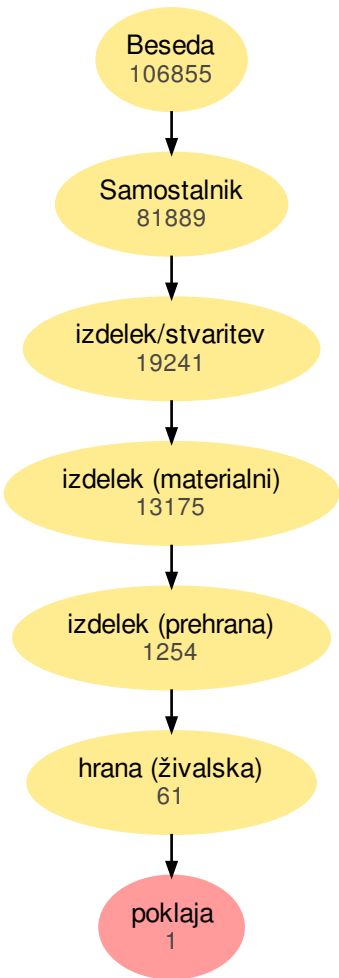 Beseda
106855
Samostalnik
81889
izdelek/stvaritev
19241
izdelek (materialni)
13175
izdelek (prehrana)
1254
hrana (živalska)
61
poklaja
1